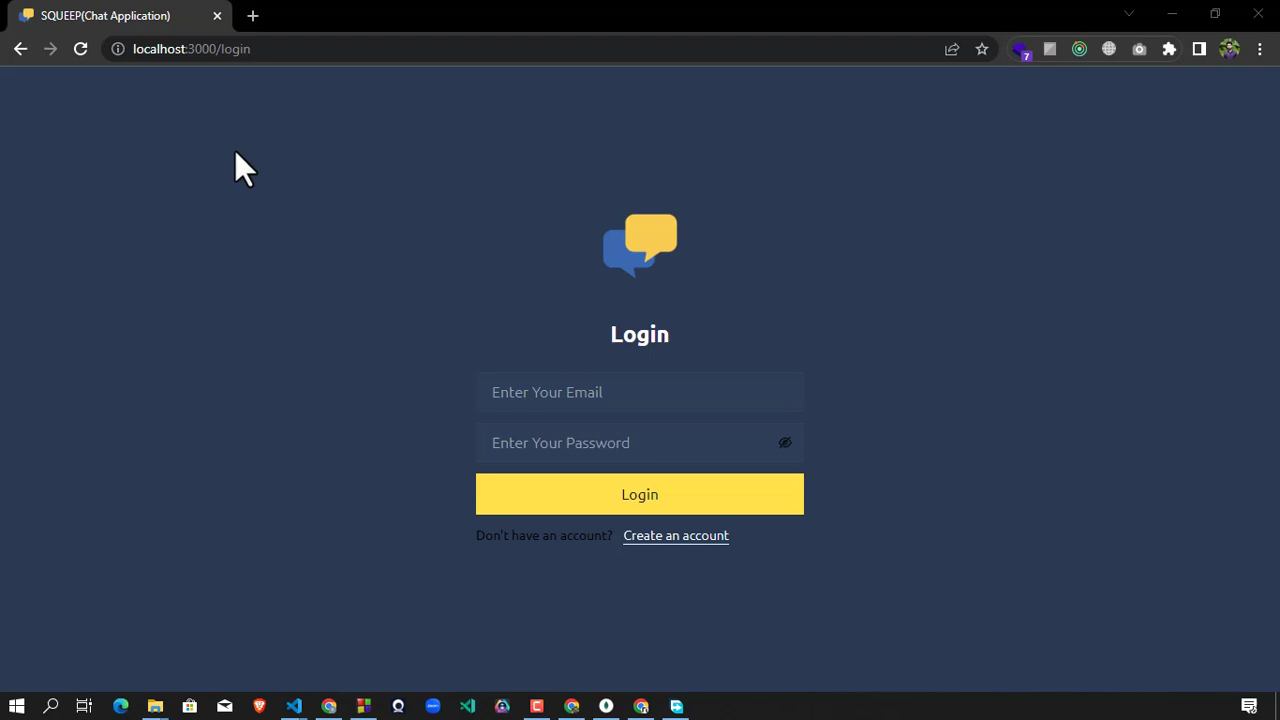 SQUEEP(Chat Application)
localhost:3000/login
7
Login
Enter Your Email
Enter Your Password
Login
Don't have an account? Create an account